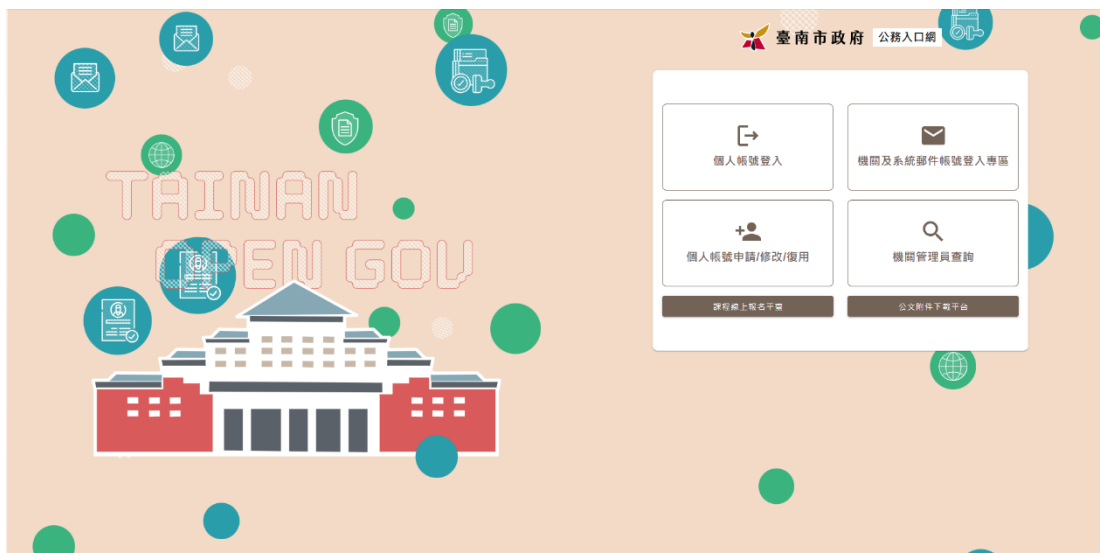 臺南市政府 公務入口網
TAINAN
OPEN GOV
個人帳號登入
機關及系統郵件帳號登入專區
個人帳號申請/修改/復用
機關管理員查詢
課程線上報名平臺
公文附件下載平台